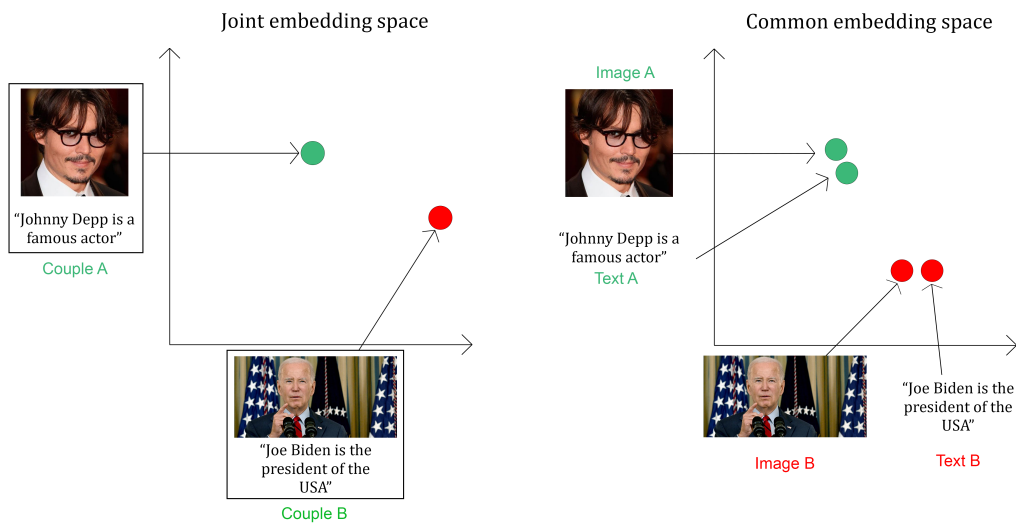 Joint embedding space
“Johnny Depp is a
famous actor”
Couple A
“Joe Biden is the
president of the
USA”
Couple B
Common embedding space
Image A
“Johnny Depp is a
famous actor”
Text A
Image B
“Joe Biden is the
president of the
USA”
Text B